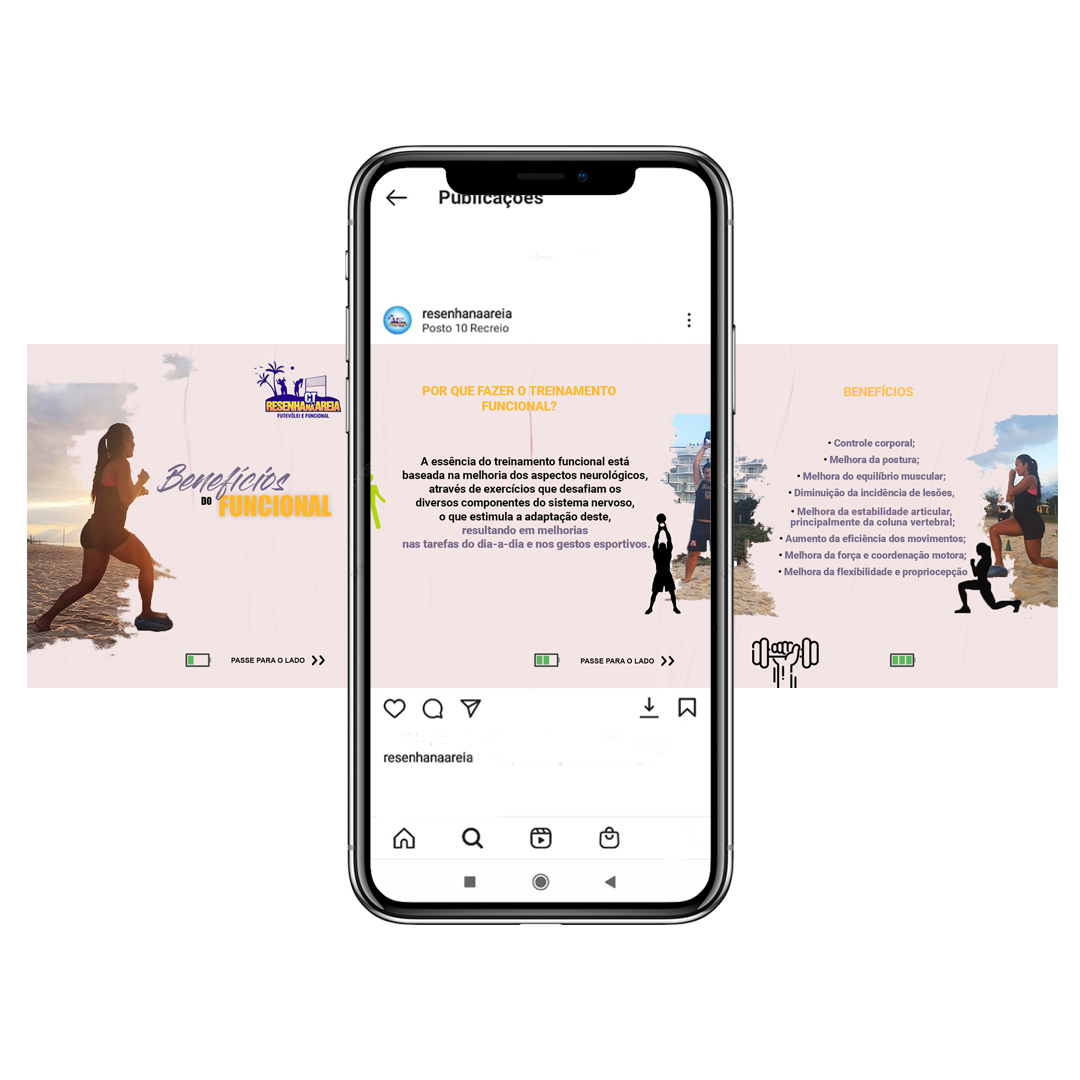 Publicações
resenhanaareia
Posto 10 Recreio
CT
RESENHA NA AREIA
FUTEVÔLEI E FUNCIONAL
Benefícios
DO FUNCIONAL
PASSE PARA O LADO
POR QUE FAZER O TREINAMENTO
FUNCIONAL?
A essência do treinamento funcional está
baseada na melhoria dos aspectos neurológicos,
através de exercícios que desafiam os
diversos componentes do sistema nervoso,
o que estimula a adaptação deste,
resultando em melhorias
nas tarefas do dia-a-dia e nos gestos esportivos.
PASSE PARA O LADO
BENEFÍCIOS
• Controle corporal;
• Melhora da postura;
• Melhora do equilíbrio muscular;
• Diminuição da incidência de lesões,
• Melhora da estabilidade articular,
principalmente da coluna vertebral;
• Aumento da eficiência dos movimentos;
• Melhora da força e coordenação motora;
• Melhora da flexibilidade e propriocepção
resenhanaareia